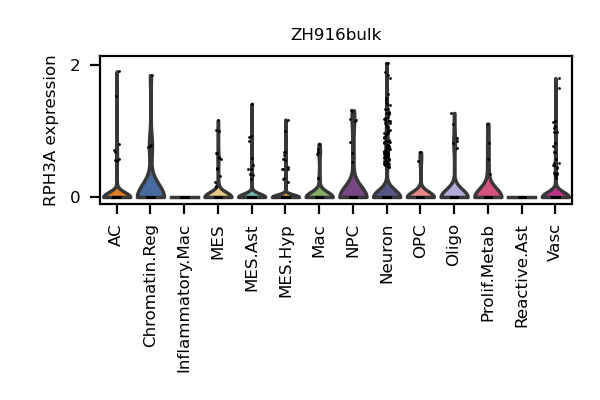 ZH916bulk
RPH3A expression
2
0
AC
Chromatin.Reg
Inflammatory.Mac
MES
MES.Ast
MES.Hyp
Mac
NPC
Neuron
OPC
Oligo
Prolif.Metab
Reactive.Ast
Vasc